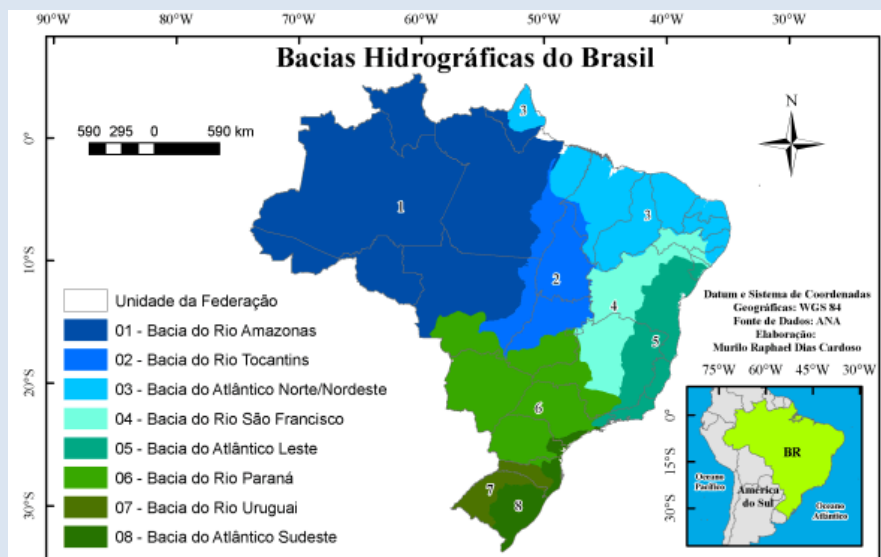 90°W 80°W 70°W 60°W 50°W 40°W 30°W
Bacias Hidrográficas do Brasil
590 295 0 590 km
N
0°
10°S
20°S
30°S
3
1
3
2
4
5
6
7
8
Unidade da Federação
01 - Bacia do Rio Amazonas
02 - Bacia do Rio Tocantins
03 - Bacia do Atlântico Norte/Nordeste
04 - Bacia do Rio São Francisco
05 - Bacia do Atlântico Leste
06 - Bacia do Rio Paraná
07 - Bacia do Rio Uruguai
08 - Bacia do Atlântico Sudeste
Datum e Sistema de Coordenadas
Geográficas: WGS 84
Fonte de Dados: ANA
Elaboração:
Murilo Raphael Dias Cardoso
75°W 60°W 45°W 30°W
0°
15°S
30°S
BR
Oceano
Pacífico
América
do Sul
Oceano
Atlântico